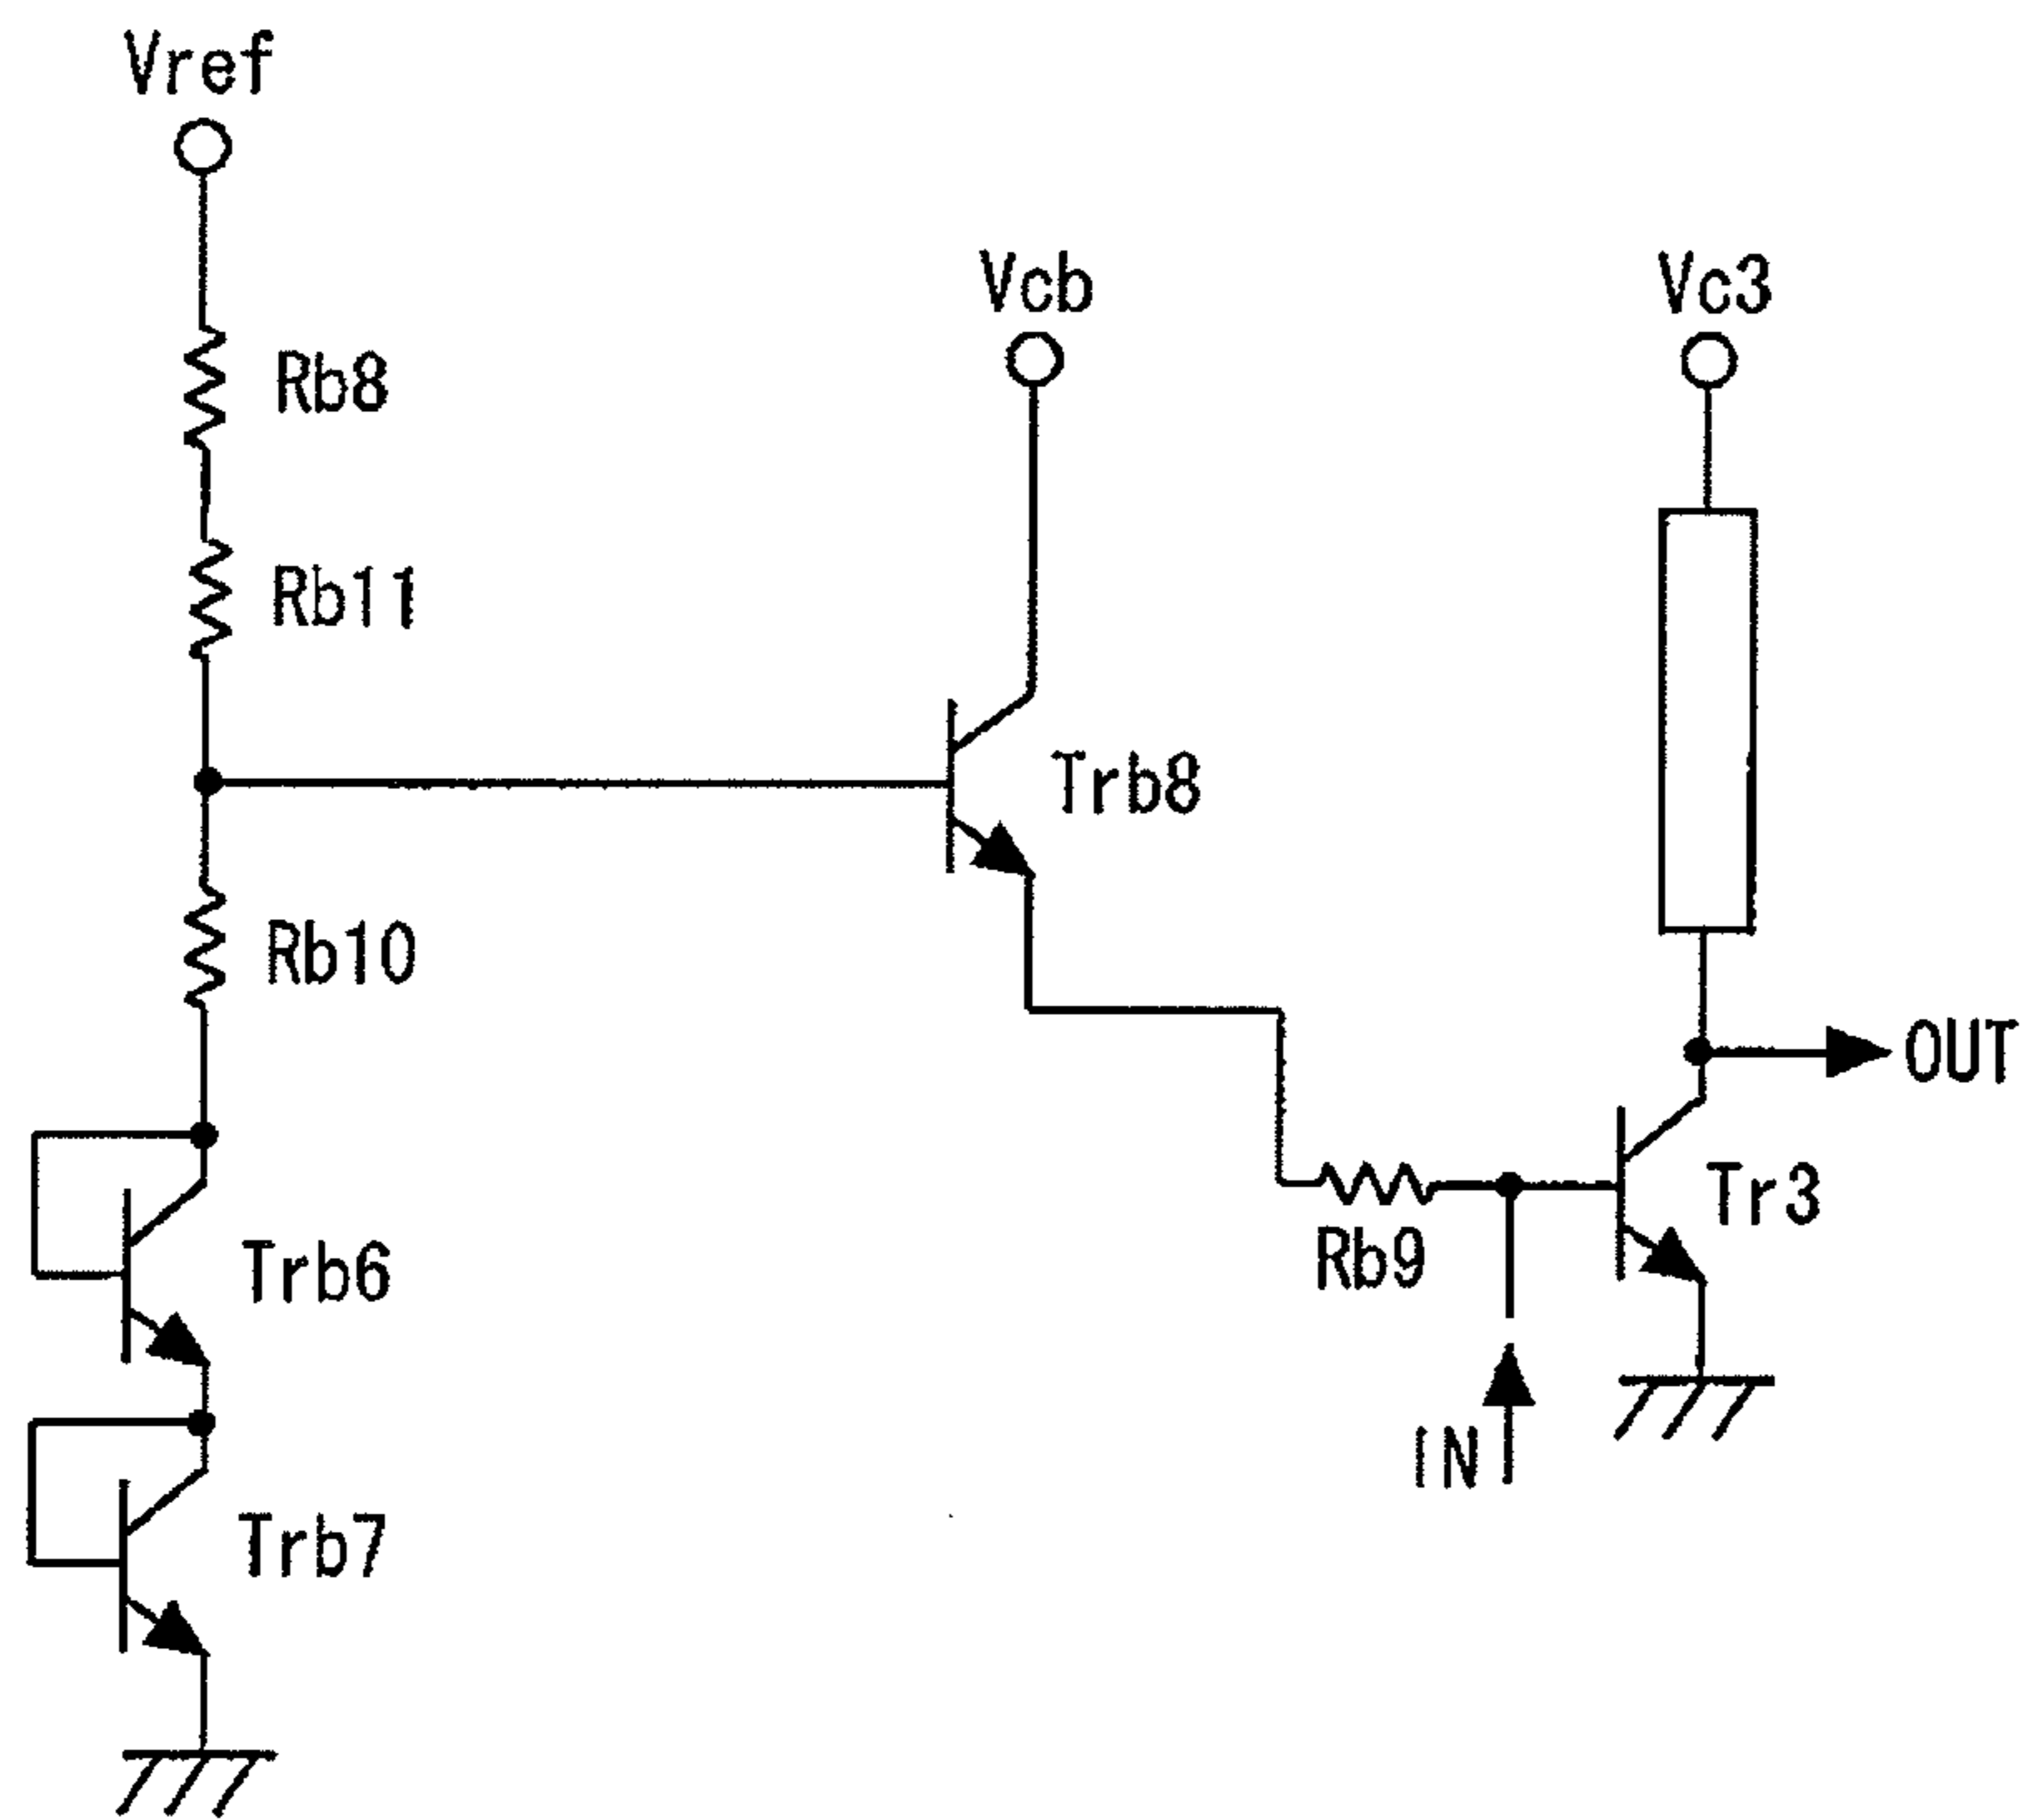 Vref
Vcb
Vc3
Rb8
Rb11
Trb8
Rb10
OUT
Tr3
Rb9
Trb6
IN
Trb7